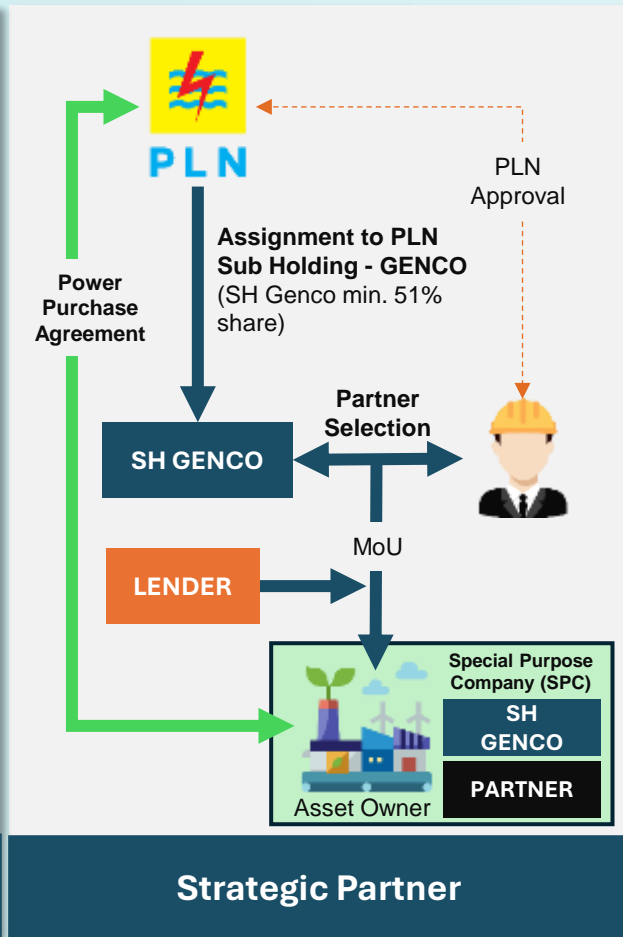 PLN
PLN
Approval
Assignment to PLN
Sub Holding - GENCO
(SH Genco min. 51%
share)
Power
Purchase
Agreement
Partner
Selection
SH GENCO
MoU
LENDER
Special Purpose
Company (SPC)
SH
GENCO
PARTNER
Asset Owner
Strategic Partner